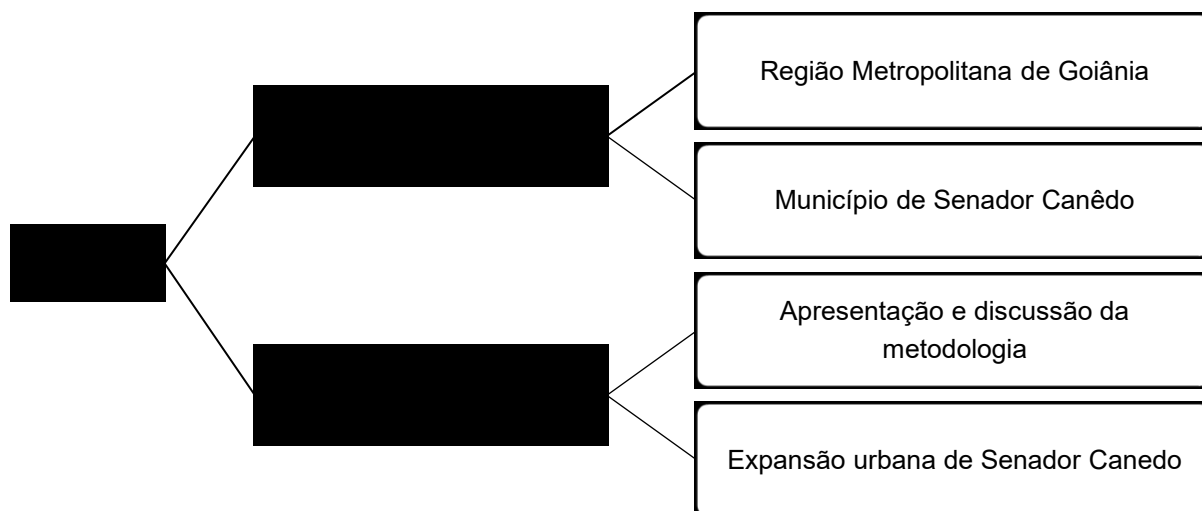 Região Metropolitana de Goiânia
Município de Senador Canêdo
Apresentação e discussão da
metodologia
Expansão urbana de Senador Canedo